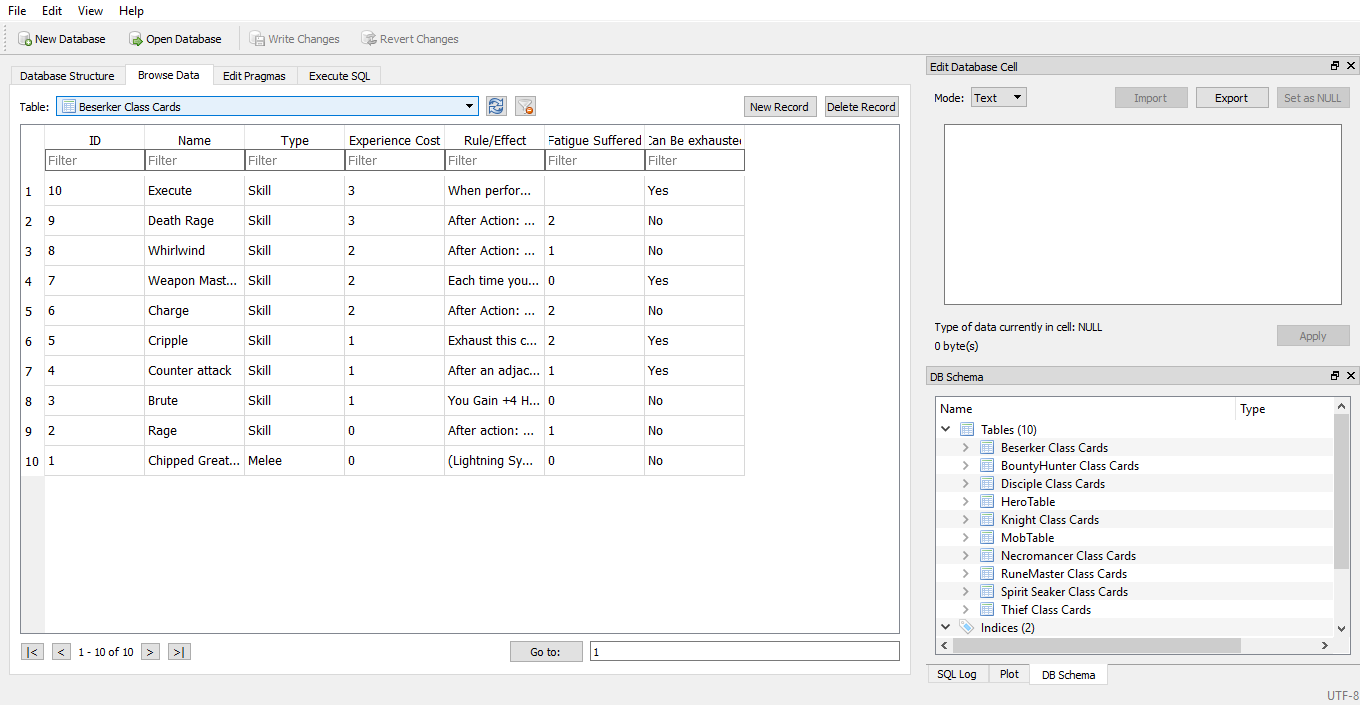 File Edit View Help
New Database Open Database Write Changes Revert Changes
Database Structure Browse Data Edit Pragmas Execute SQL
Table: Beserker Class Cards New Record Delete Record
ID Name Type Experience Cost Rule/Effect Fatigue Suffered Can Be exhausted
Filter Filter Filter Filter Filter Filter Filter
1 10 Execute Skill 3 When perfor... Yes
2 9 Death Rage Skill 3 After Action: ... 2 No
3 8 Whirlwind Skill 2 After Action: ... 1 No
4 7 Weapon Mast... Skill 2 Each time you... 0 Yes
5 6 Charge Skill 2 After Action: ... 2 No
6 5 Cripple Skill 1 Exhaust this c... 2 Yes
7 4 Counter attack Skill 1 After an adjac... 1 Yes
8 3 Brute Skill 1 You Gain +4 H... 0 No
9 2 Rage Skill 0 After action: ... 1 No
10 1 Chipped Great... Melee 0 (Lightning Sy... 0 No
|< < 1 - 10 of 10 > >| Go to: 1
Edit Database Cell
Mode: Text Import Export Set as NULL
Type of data currently in cell: NULL
0 byte(s)
Apply
DB Schema
Name Type
Tables (10)
Beserker Class Cards
BountyHunter Class Cards
Disciple Class Cards
HeroTable
Knight Class Cards
MobTable
Necromancer Class Cards
RuneMaster Class Cards
Spirit Seaker Class Cards
Thief Class Cards
Indices (2)
SQL Log Plot DB Schema
UTF-8